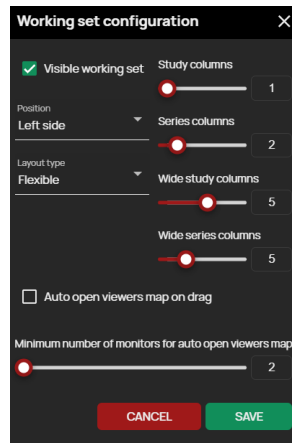 Working set configuration
Visible working set
Study columns
1
Position
Left side
Series columns
2
Layout type
Flexible
Wide study columns
5
Wide series columns
5
Auto open viewers map on drag
Minimum number of monitors for auto open viewers map
2
CANCEL
SAVE